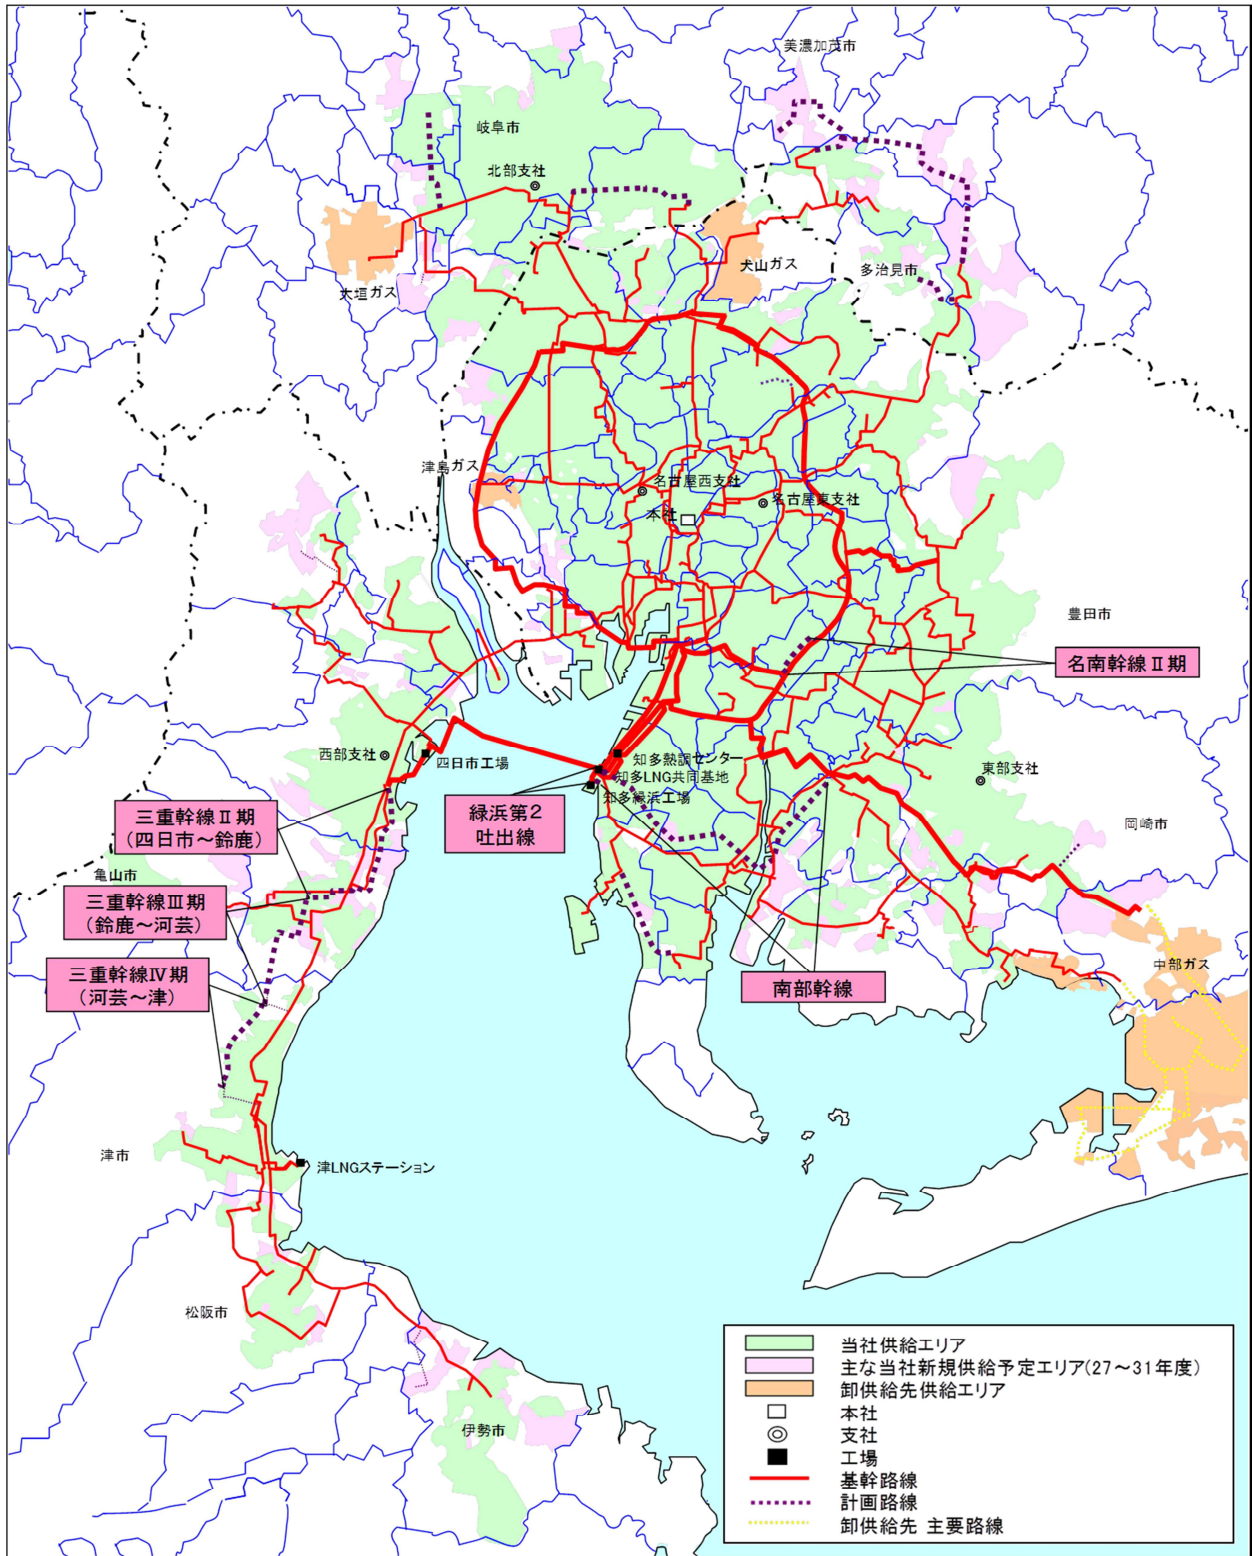 美濃加茂市
岐阜市
北部支社
犬山ガス
多治見市
大垣ガス
津島ガス
名古屋西支社
名古屋東支社
本社
豊田市
名南幹線Ⅱ期
西部支社
四日市工場
知多熱調センター
知多LNG共同基地
知多緑浜工場
東部支社
緑浜第2
吐出線
三重幹線Ⅱ期
(四日市～鈴鹿)
岡崎市
亀山市
三重幹線Ⅲ期
(鈴鹿～河芸)
三重幹線Ⅳ期
(河芸～津)
中部ガス
南部幹線
津市
津LNGステーション
松阪市
伊勢市
当社供給エリア
主な当社新規供給予定エリア(27～31年度)
卸供給先供給エリア
本社
支社
工場
基幹路線
計画路線
卸供給先 主要路線